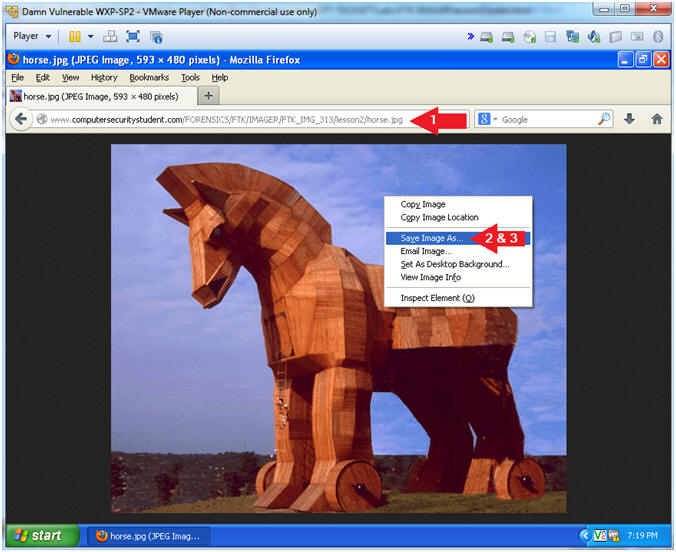 Damn Vulnerable WXP-SP2 - VMware Player (Non-commercial use only)
Player
horse.jpg (JPEG Image, 593 × 480 pixels) - Mozilla Firefox
File Edit View History Bookmarks Tools Help
horse.jpg (JPEG Image, 593 × 480 pixels)
www.computersecuritystudent.com/FORENSICS/FTK/IMAGER/FTK_IMG_313/lesson2/horse.jpg
1
8 Google
Copy Image
Copy Image Location
Save Image As...
2 & 3
Email Image...
Set As Desktop Background...
View Image Info
Inspect Element (Q)
start
horse.jpg (JPEG Imag...
7:19 PM